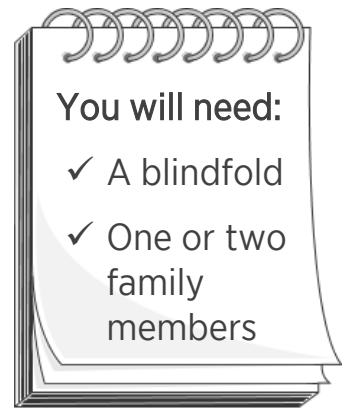 You will need:
✓ A blindfold
✓ One or two
family
members